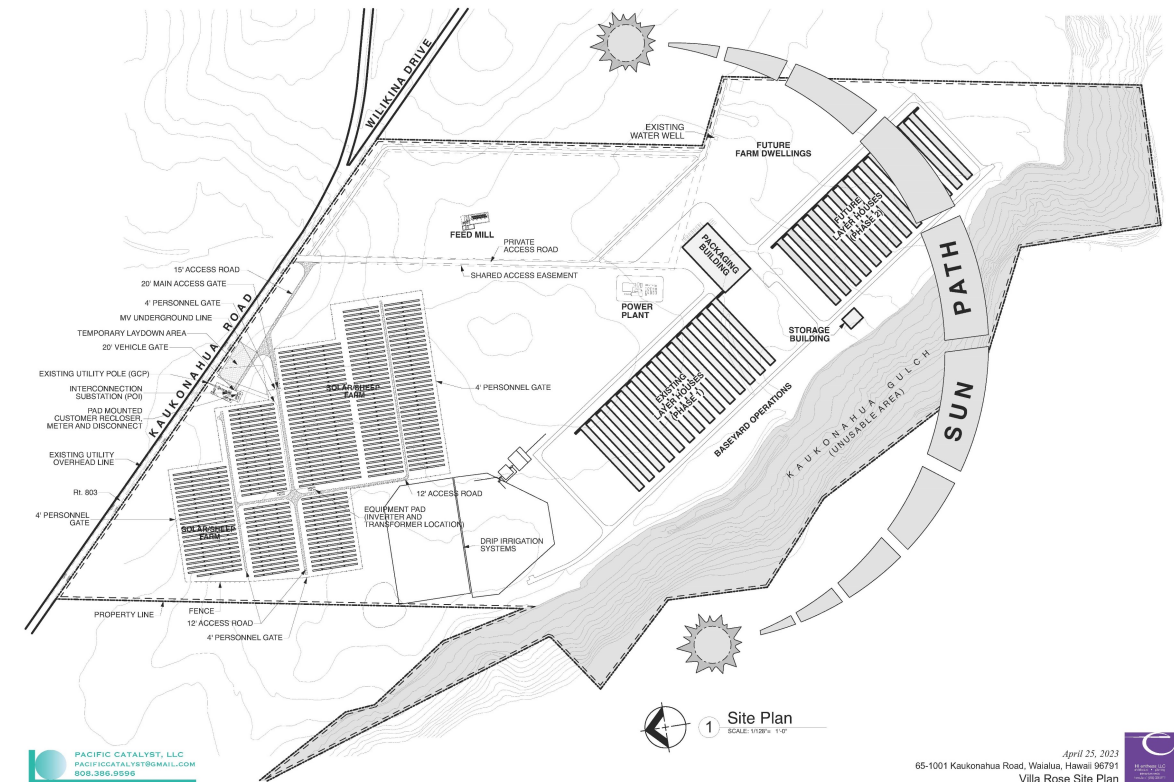 WILIKINA DRIVE
EXISTING
WATER WELL
FUTURE
FARM DWELLINGS
FEED MILL
PRIVATE
ACCESS ROAD
SHARED ACCESS EASEMENT
PACKAGING
BUILDING
FUTURE
LAYER HOUSES
(PHASE 2)
POWER
PLANT
STORAGE
BUILDING
15' ACCESS ROAD
20' MAIN ACCESS GATE
4' PERSONNEL GATE
MV UNDERGROUND LINE
TEMPORARY LAYDOWN AREA
20' VEHICLE GATE
EXISTING UTILITY POLE (GCP)
INTERCONNECTION
SUBSTATION (POI)
PAD MOUNTED
CUSTOMER RECLOSER,
METER AND DISCONNECT
EXISTING UTILITY
OVERHEAD LINE
Rt. 803
4' PERSONNEL
GATE
KAUKONAHUA ROAD
SOLAR/SHEEP
FARM
4' PERSONNEL GATE
EXISTING
LAYER HOUSES
(PHASE 1)
BASEYARD OPERATIONS
KAUKONAHUA GULCH
(UNUSABLE AREA)
SUN PATH
SOLAR/SHEEP
FARM
12' ACCESS ROAD
EQUIPMENT PAD
(INVERTER AND
TRANSFORMER LOCATION)
DRIP IRRIGATION
SYSTEMS
PROPERTY LINE
FENCE
12' ACCESS ROAD
4' PERSONNEL GATE
1 Site Plan
SCALE: 1/128"= 1'-0"
PACIFIC CATALYST, LLC
PACIFICCATALYST@GMAIL.COM
808.386.9596
April 25, 2023
65-1001 Kaukonahua Road, Waialua, Hawaii 96791
Villa Rose Site Plan